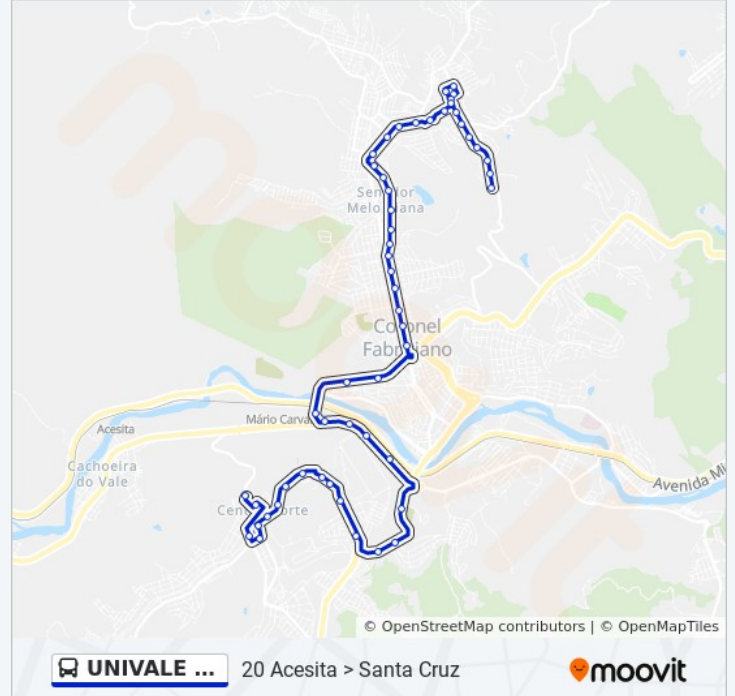 Senador
Melo Viana
Coronel
Fabriciano
Mário Carva
Acesita
Cachoeira
do Vale
Avenida Mi
Centro Norte
© OpenStreetMap contributors | © OpenMapTiles
UNIVALE ...
20 Acesita > Santa Cruz
moovit